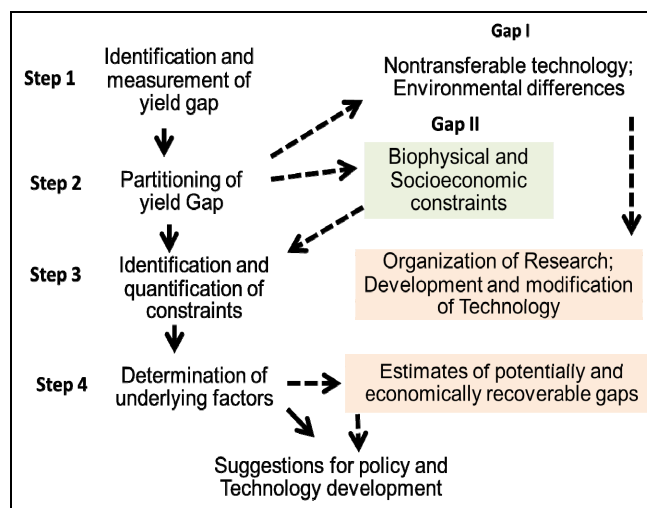 Gap I
Step 1
Identification and
measurement of
yield gap
Nontransferable technology;
Environmental differences
Gap II
Step 2
Partitioning of
yield Gap
Biophysical and
Socioeconomic
constraints
Step 3
Identification and
quantification of
constraints
Organization of Research;
Development and modification
of Technology
Step 4
Determination of
underlying factors
Estimates of potentially and
economically recoverable gaps
Suggestions for policy and
Technology development